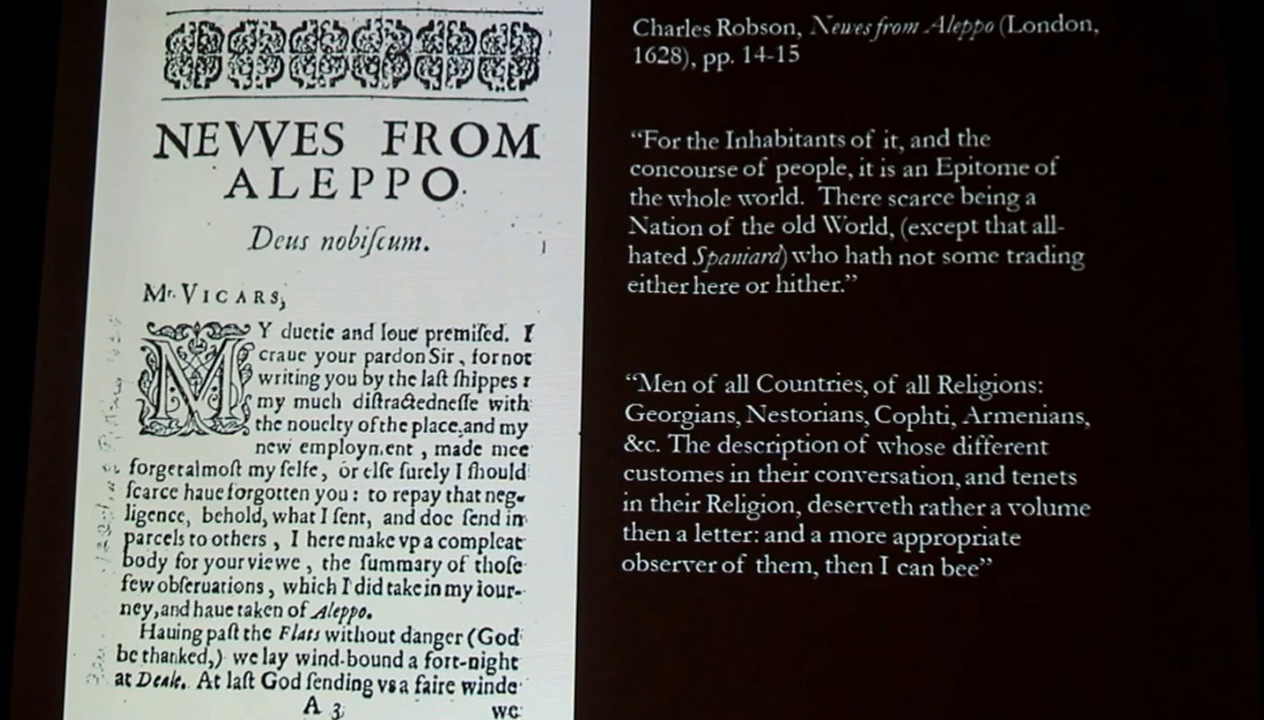 NEVVES FROM
ALEPPO.
Deus nobiſcum.
Mr. VICARS,
MY duetie and loue premiſed. I
craue your pardon Sir, for not
writing you by the laſt ſhippes :
my much diſtractedneſſe with
the nouelty of the place, and my
new employment, made mee
forget almoſt my ſelfe, or elſe ſurely I ſhould
ſcarce haue forgotten you : to repay that neg-
ligence, behold, what I ſent, and doe ſend in
parcels to others, I here make vp a compleat
body for your viewe, the ſummary of thoſe
few obſeruations, which I did take in my iour-
ney, and haue taken of Aleppo.
Hauing paſt the Flats without danger (God
be thanked,) we lay wind-bound a fort-night
at Deale. At laſt God ſending vs a faire winde
A 3 we
Charles Robson, Newes from Aleppo (London,
1628), pp. 14-15
“For the Inhabitants of it, and the
concourse of people, it is an Epitome of
the whole world. There scarce being a
Nation of the old World, (except that all-
hated Spaniard) who hath not some trading
either here or hither.”
“Men of all Countries, of all Religions:
Georgians, Nestorians, Cophti, Armenians,
&c. The description of whose different
customes in their conversation, and tenets
in their Religion, deserveth rather a volume
then a letter: and a more appropriate
observer of them, then I can bee”